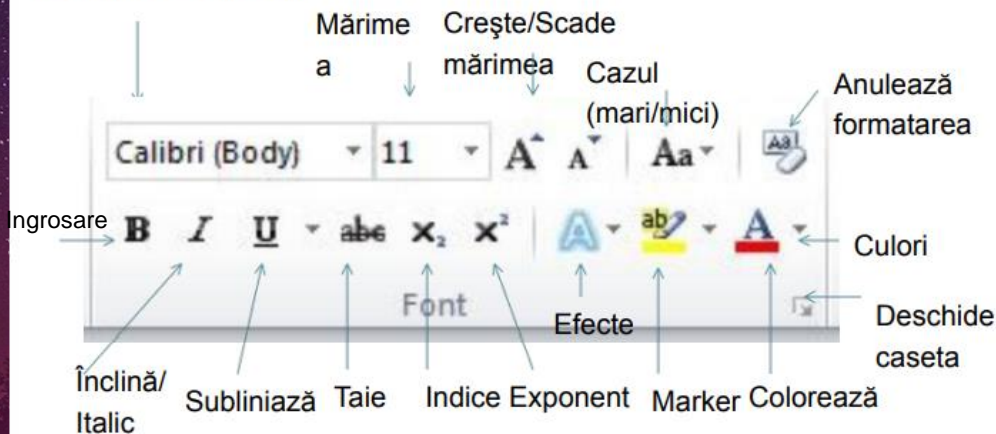 Mărime
a
Creşte/Scade
mărimea
Cazul
(mari/mici)
Anulează
formatarea
Calibri (Body) 11 A A Aa Aa
Ingrosare
B I U abc x₂ x² A ab A
Culori
Font
Efecte
Deschide
caseta
Înclină/
Italic
Subliniază
Taie
Indice
Exponent
Marker
Colorează